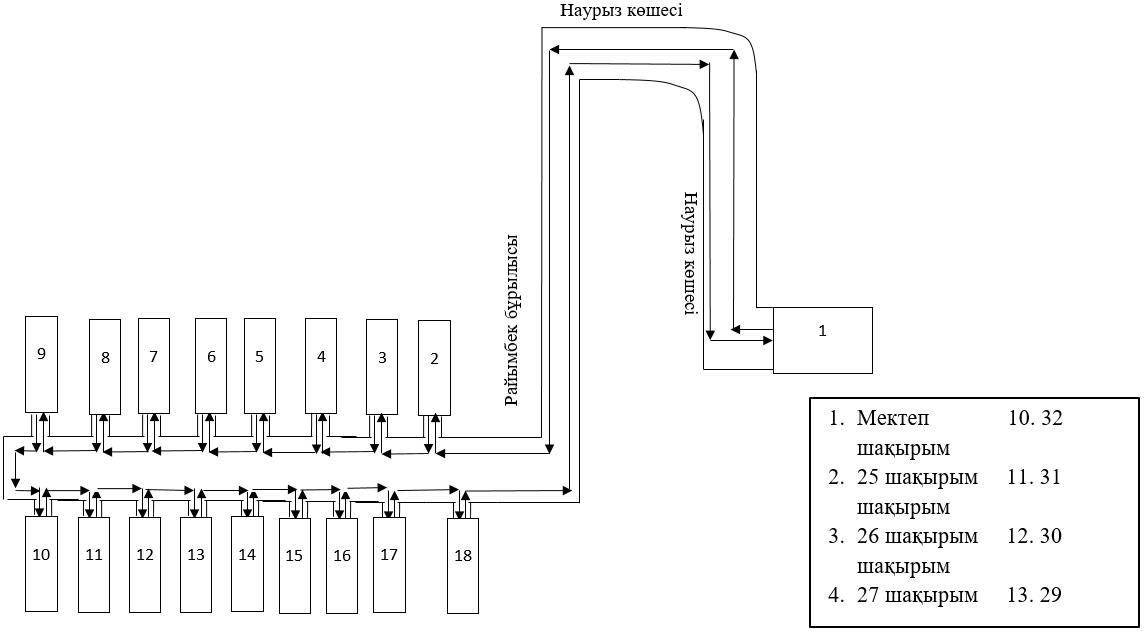 Наурыз көшесі
Райымбек бұрылысы
Наурыз көшесі
1
9
8
7
6
5
4
3
2
10
11
12
13
14
15
16
17
18
1. Мектеп 10. 32
шақырым
2. 25 шақырым 11. 31
шақырым
3. 26 шақырым 12. 30
шақырым
4. 27 шақырым 13. 29